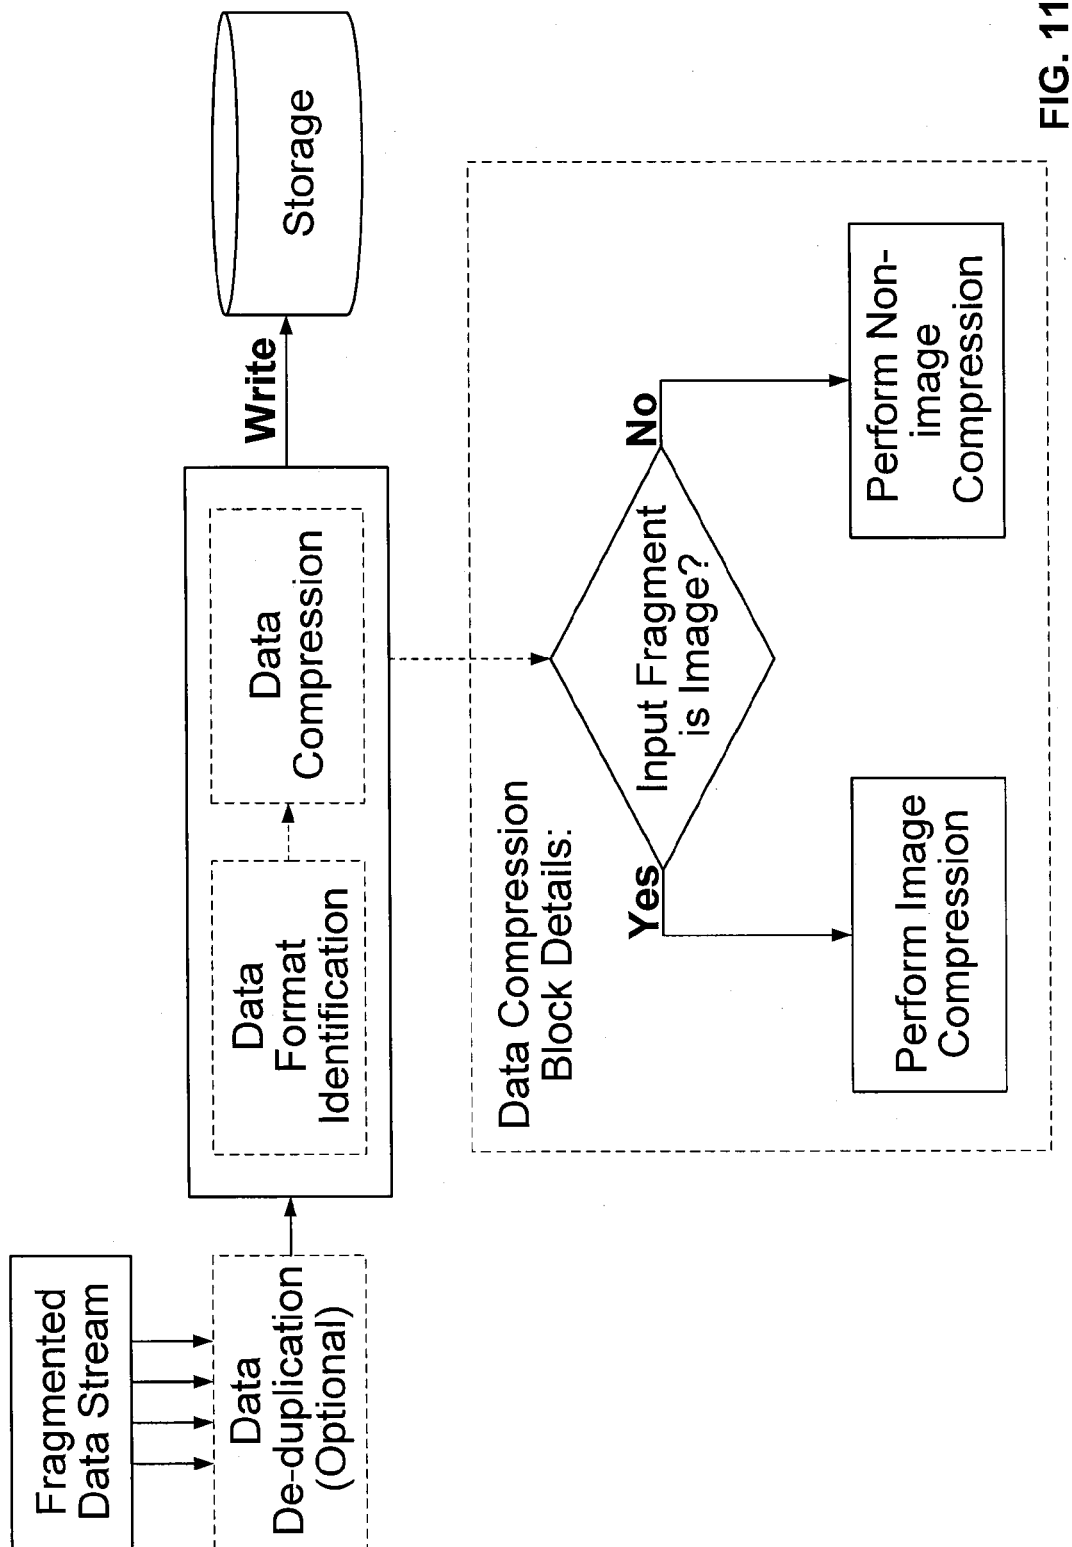 Fragmented
Data Stream
Data
De-duplication
(Optional)
Data
Format
Identification
Data
Compression
Write
Storage
Data Compression
Block Details:
Input Fragment
is Image?
Yes
No
Perform Image
Compression
Perform Non-
image
Compression
FIG. 11